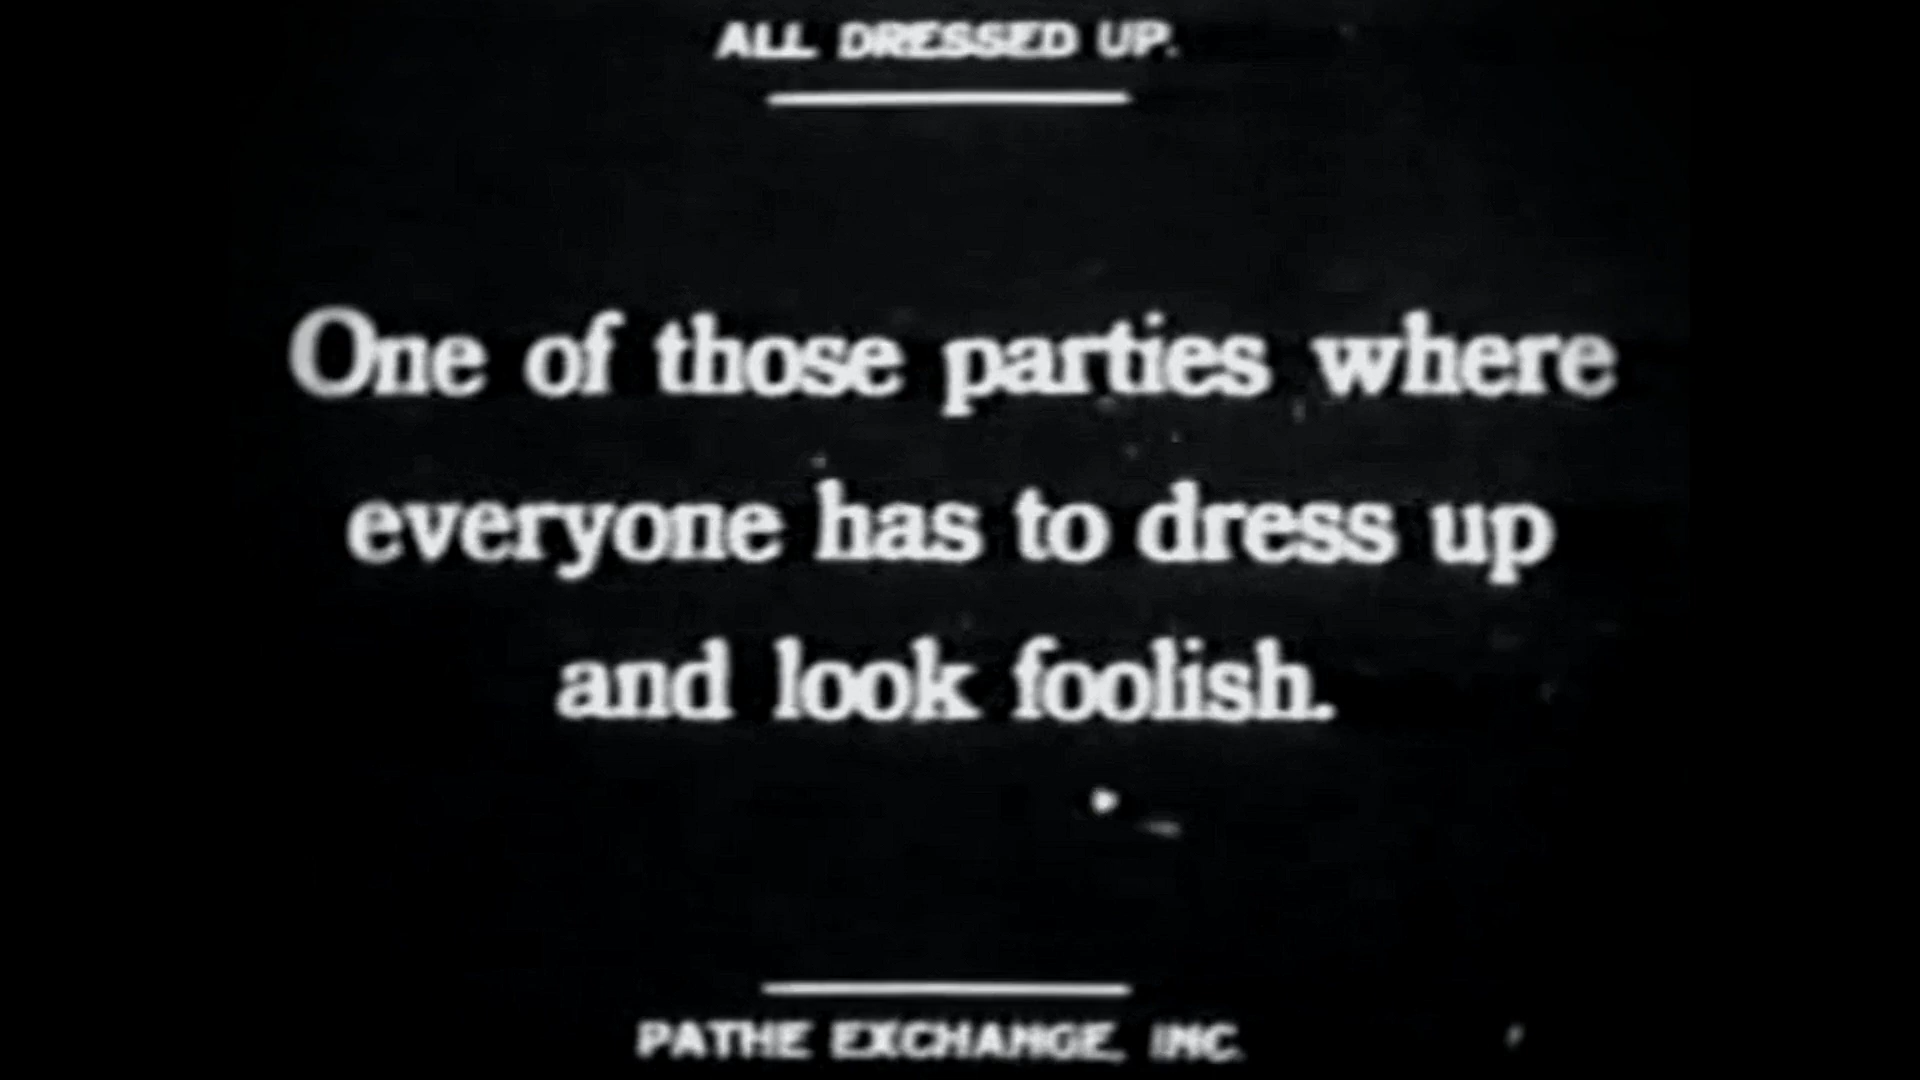 ALL DRESSED UP.
One of those parties where
everyone has to dress up
and look foolish.
PATHE EXCHANGE, INC.